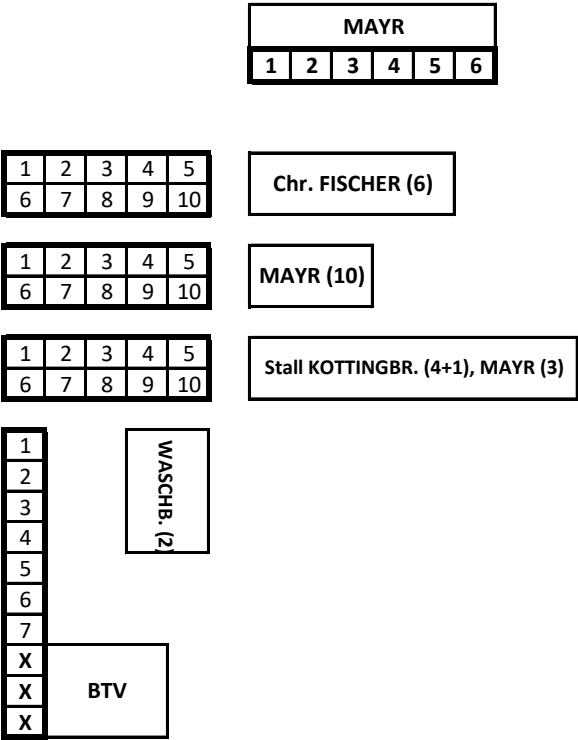 MAYR
1 2 3 4 5 6
1 2 3 4 5
6 7 8 9 10
Chr. FISCHER (6)
1 2 3 4 5
6 7 8 9 10
MAYR (10)
1 2 3 4 5
6 7 8 9 10
Stall KOTTINGBR. (4+1), MAYR (3)
1
2
3
4
5
6
7
X
X
X
WASCHB. (2)
BTV